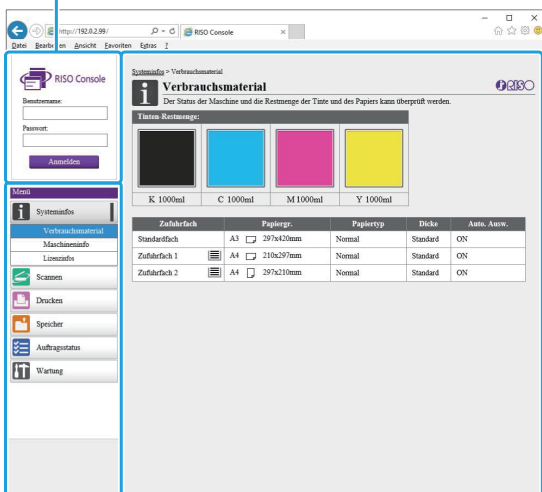 http://192.0.2.99/
RISO Console
Datei Bearbeiten Ansicht Favoriten Extras ?
RISO Console
Benutzername:
Passwort:
Anmelden
Menü
Systeminfos
Verbrauchsmaterial
Maschineninfo
Lizenzinfos
Scannen
Drucken
Speicher
Auftragsstatus
Wartung
Systeminfos > Verbrauchsmaterial
Verbrauchsmaterial
RISO
Der Status der Maschine und die Restmenge der Tinte und des Papiers kann überprüft werden.
Tinten-Restmenge:
K 1000ml C 1000ml M 1000ml Y 1000ml
Zufuhrfach Papiergr. Papiertyp Dicke Auto. Ausw.
Standardfach A3 297x420mm Normal Standard ON
Zufuhrfach 1 A4 210x297mm Normal Standard ON
Zufuhrfach 2 A4 297x210mm Normal Standard ON